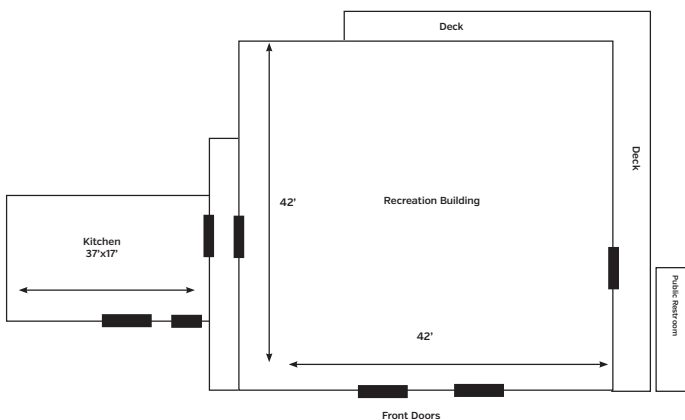 Deck
Deck
42'
Recreation Building
Kitchen
37'x17'
Public Restroom
42'
Front Doors